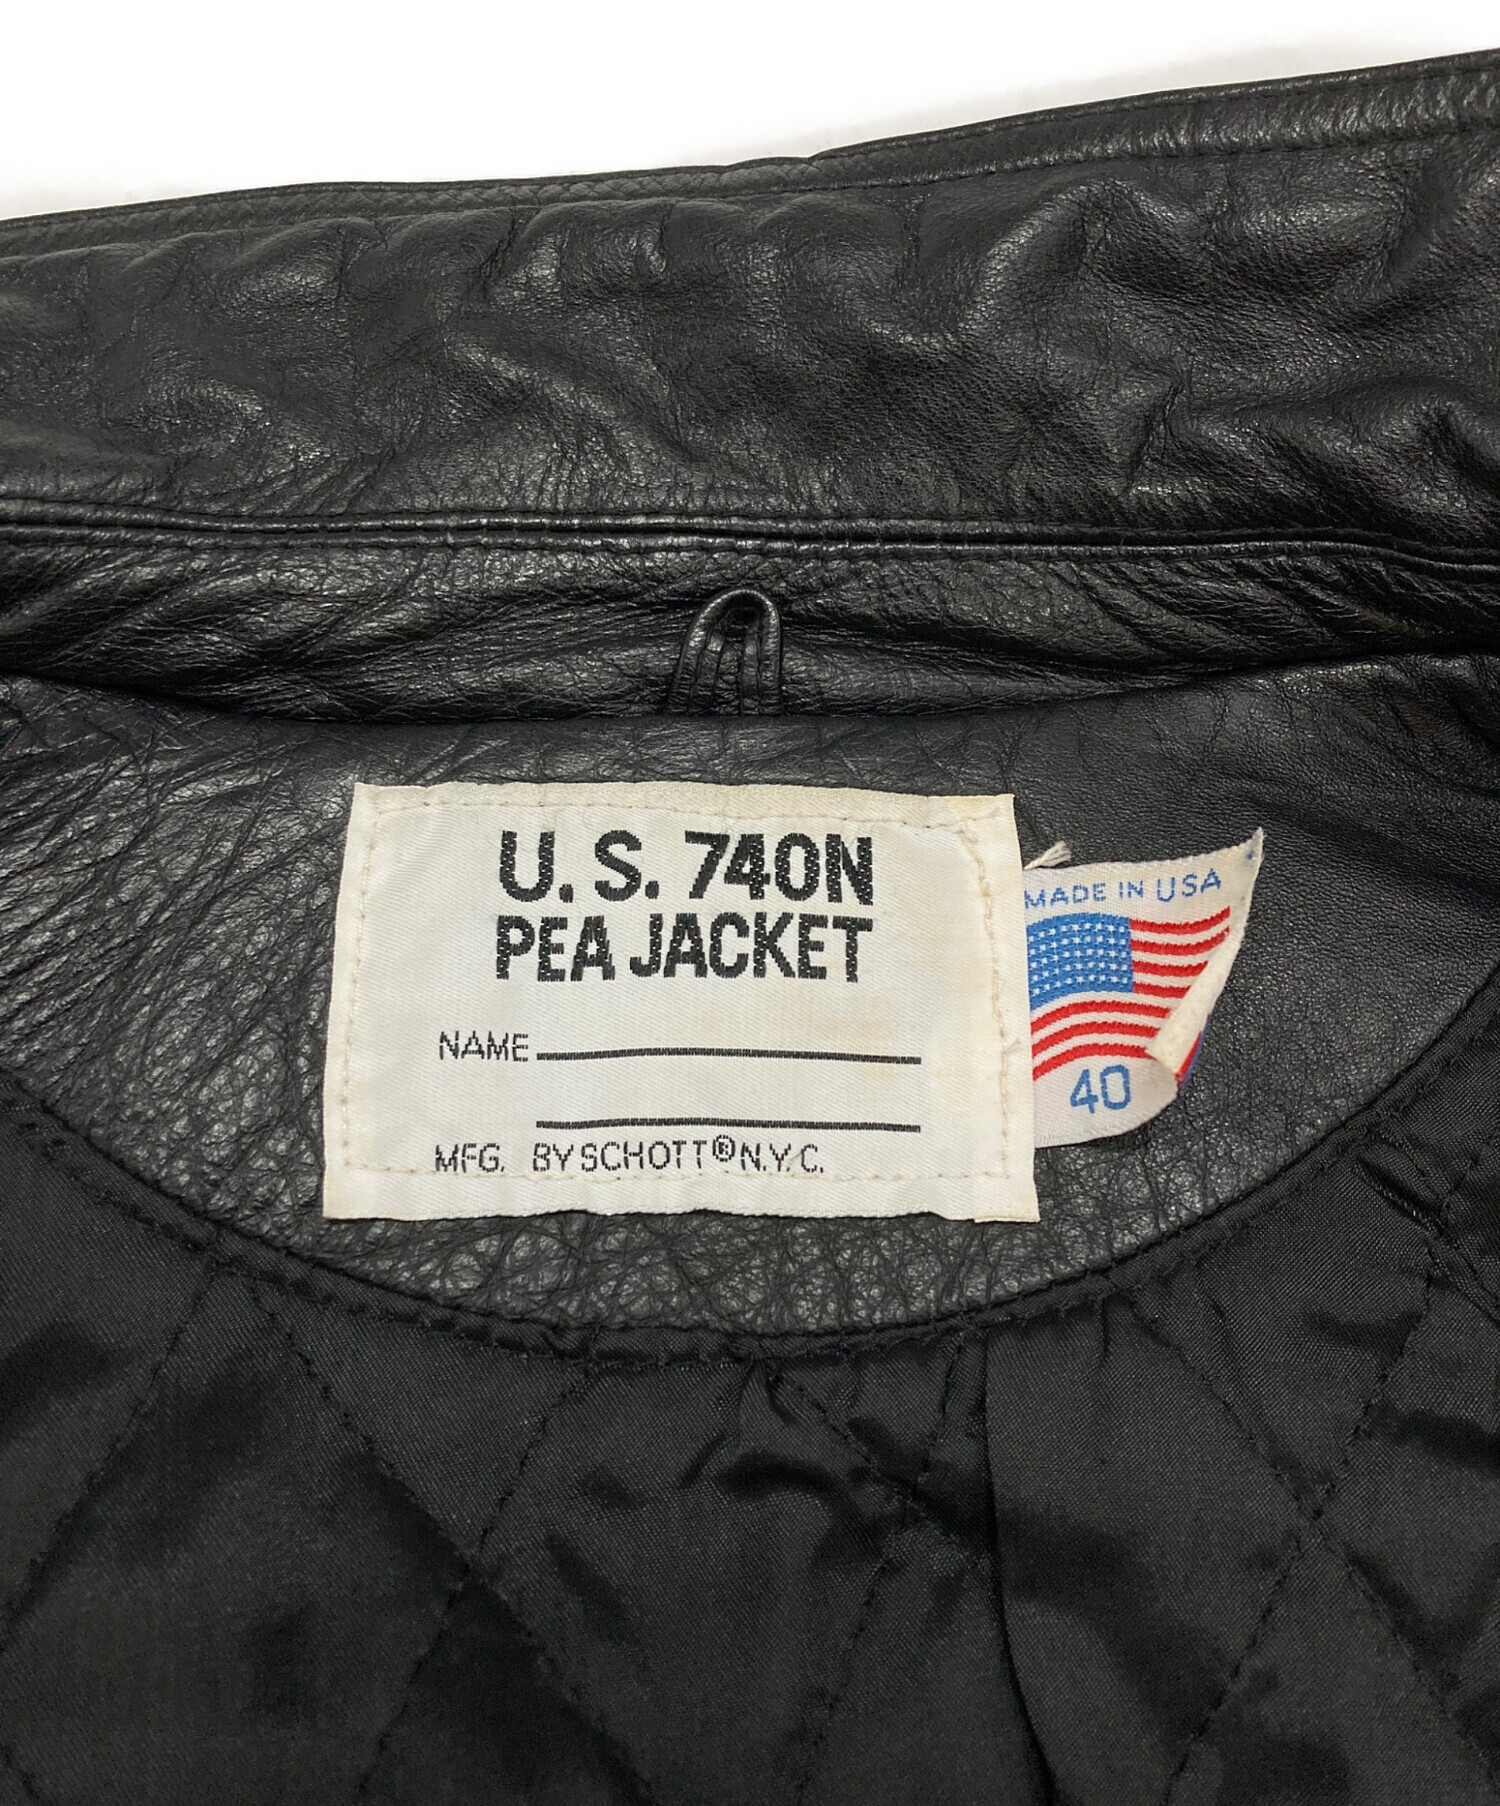 U.S. 740N
PEA JACKET
NAME
MFG. BY SCHOTT® N.Y.C.
MADE IN USA
40